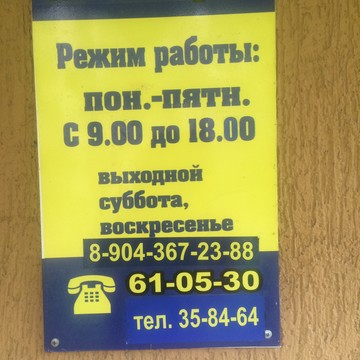 Режим работы:
пон.-пятн.
С 9.00 до 18.00
выходной
суббота,
воскресенье
8-904-367-23-88
61-05-30
тел. 35-84-64